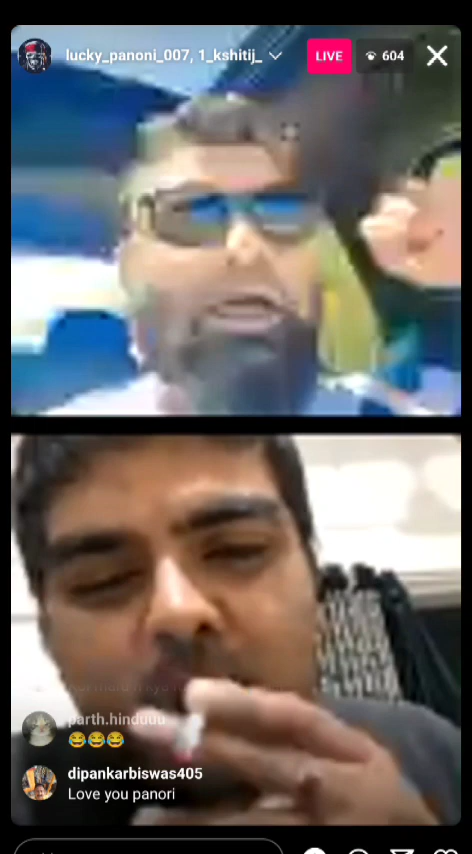 lucky_panoni_007, 1_kshitij_
LIVE
604
parth.hinduuu
😂😂😂
dipankarbiswas405
Love you panori